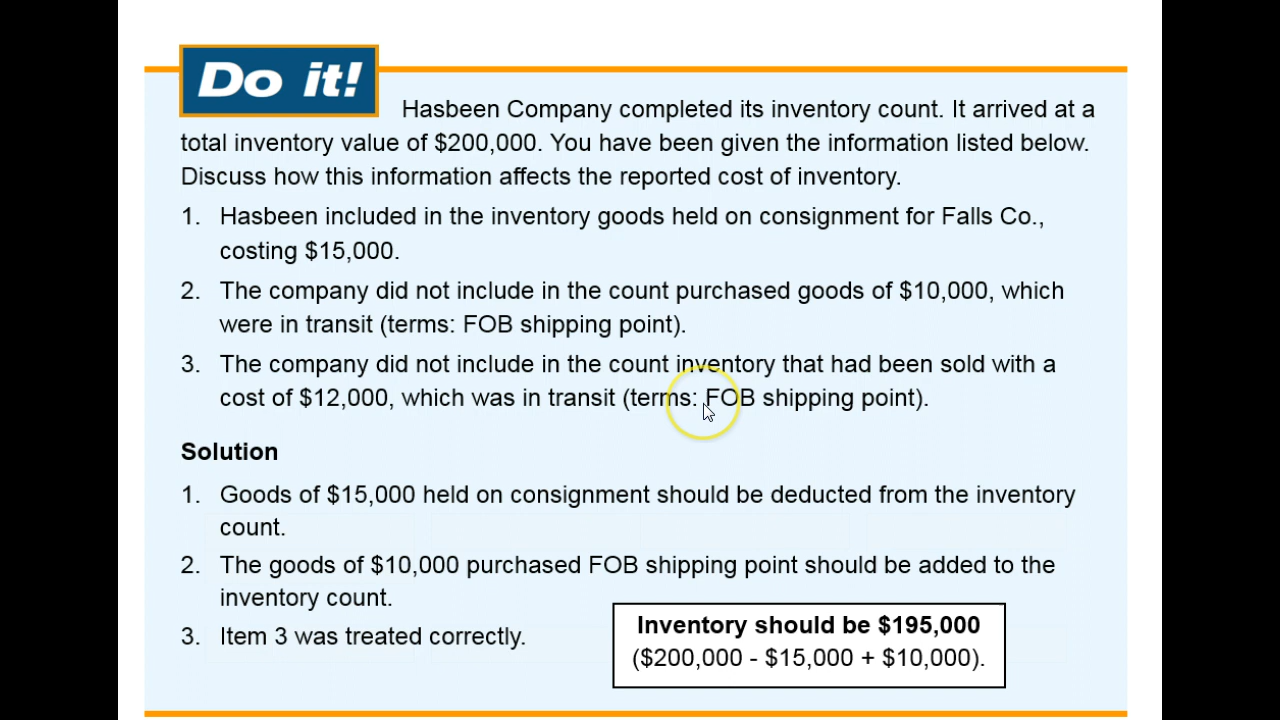 Do it!
Hasbeen Company completed its inventory count. It arrived at a
total inventory value of $200,000. You have been given the information listed below.
Discuss how this information affects the reported cost of inventory.
1. Hasbeen included in the inventory goods held on consignment for Falls Co.,
costing $15,000.
2. The company did not include in the count purchased goods of $10,000, which
were in transit (terms: FOB shipping point).
3. The company did not include in the count inventory that had been sold with a
cost of $12,000, which was in transit (terms: FOB shipping point).
Solution
1. Goods of $15,000 held on consignment should be deducted from the inventory
count.
2. The goods of $10,000 purchased FOB shipping point should be added to the
inventory count.
3. Item 3 was treated correctly.
Inventory should be $195,000
($200,000 - $15,000 + $10,000).